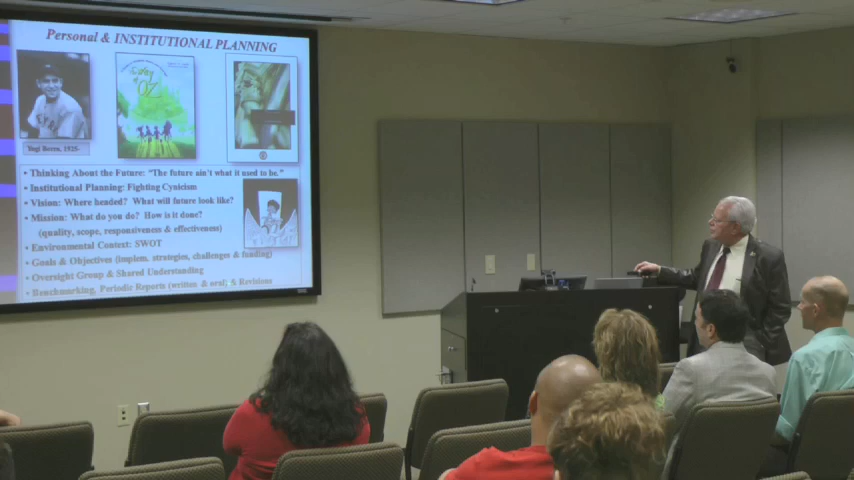 Personal & INSTITUTIONAL PLANNING
of OZ
Yogi Berra, 1925-
• Thinking About the Future: "The future ain't what it used to be."
• Institutional Planning: Fighting Cynicism
• Vision: Where headed? What will future look like?
• Mission: What do you do? How is it done?
(quality, scope, responsiveness & effectiveness)
• Environmental Context: SWOT
• Goals & Objectives (implem. strategies, challenges & funding)
• Oversight Group & Shared Understanding
• Benchmarking, Periodic Reports (written & oral) & Revisions